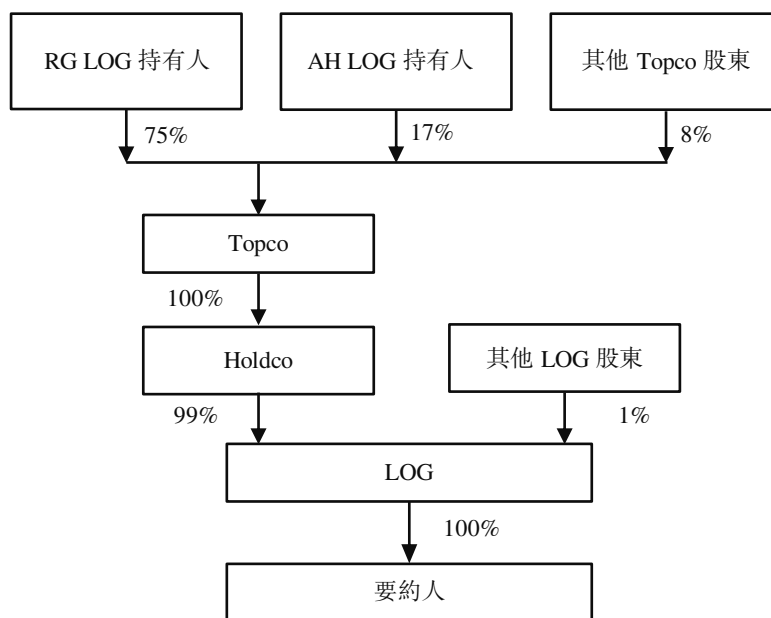 RG LOG 持有人
AH LOG 持有人
其他 Topco 股東
75%
17%
8%
Topco
100%
Holdco
其他 LOG 股東
99%
1%
LOG
100%
要約人